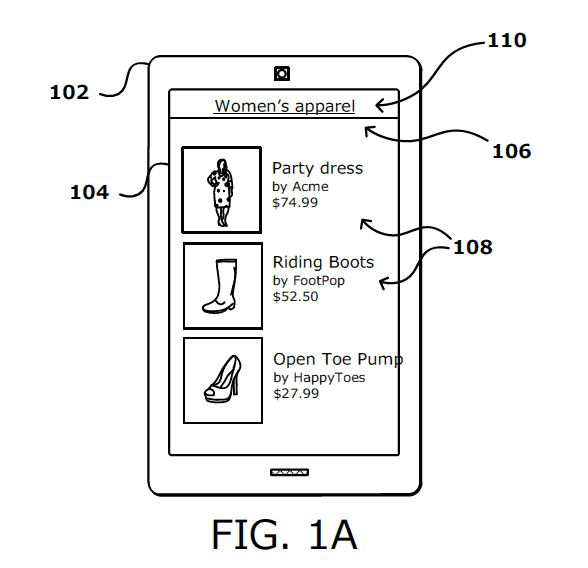 110
102
Women's apparel
106
Party dress
by Acme
$74.99
104
108
Riding Boots
by FootPop
$52.50
Open Toe Pump
by HappyToes
$27.99
FIG. 1A